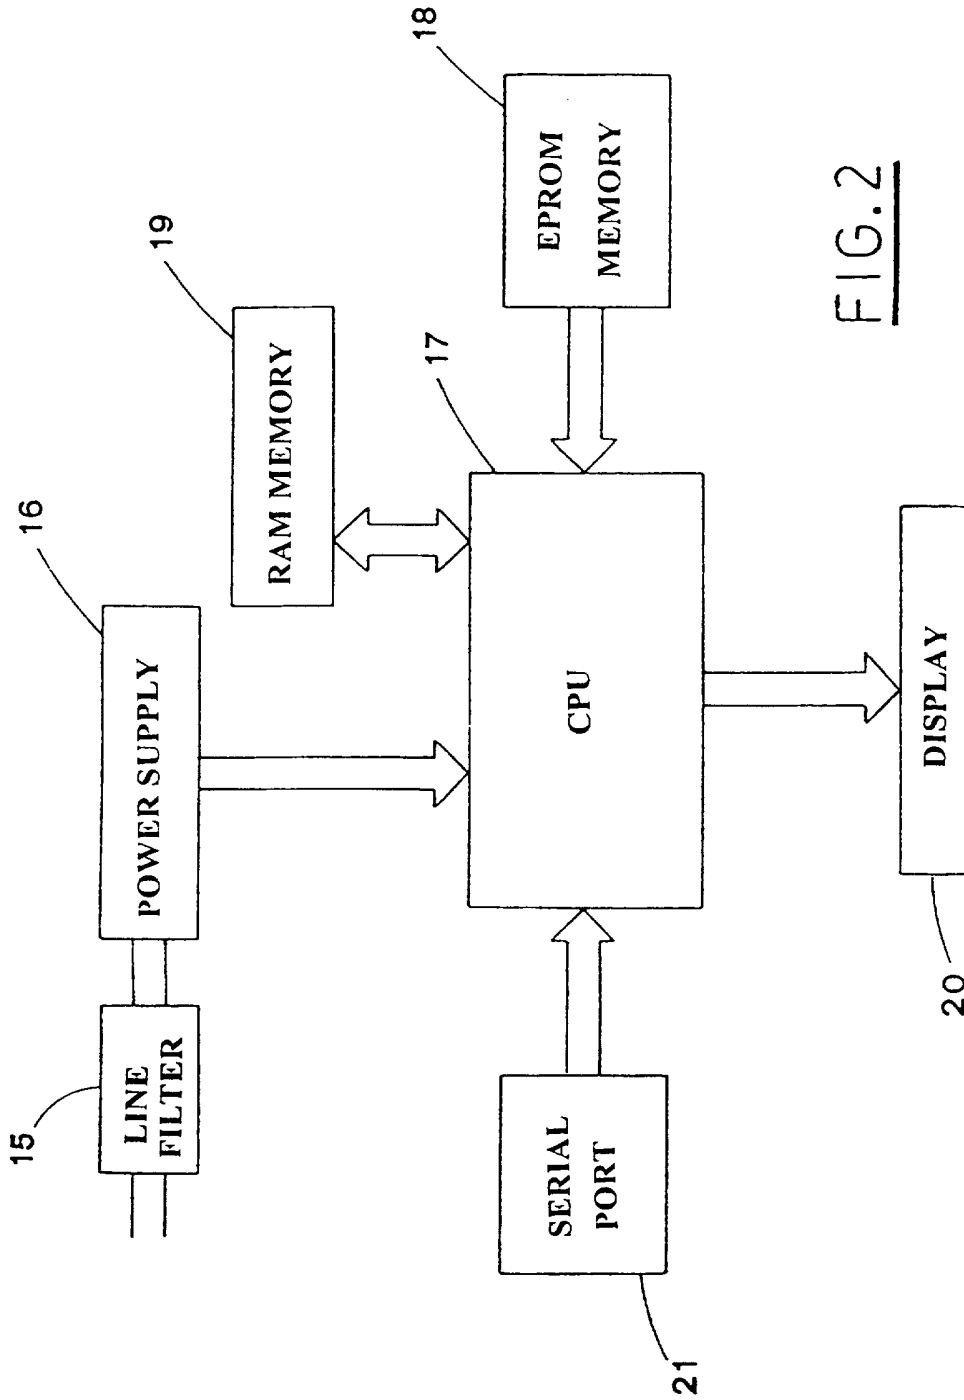 15
16
19
18
LINE
FILTER
POWER SUPPLY
RAM MEMORY
17
EPROM
MEMORY
SERIAL
PORT
CPU
21
20
DISPLAY
FIG.2